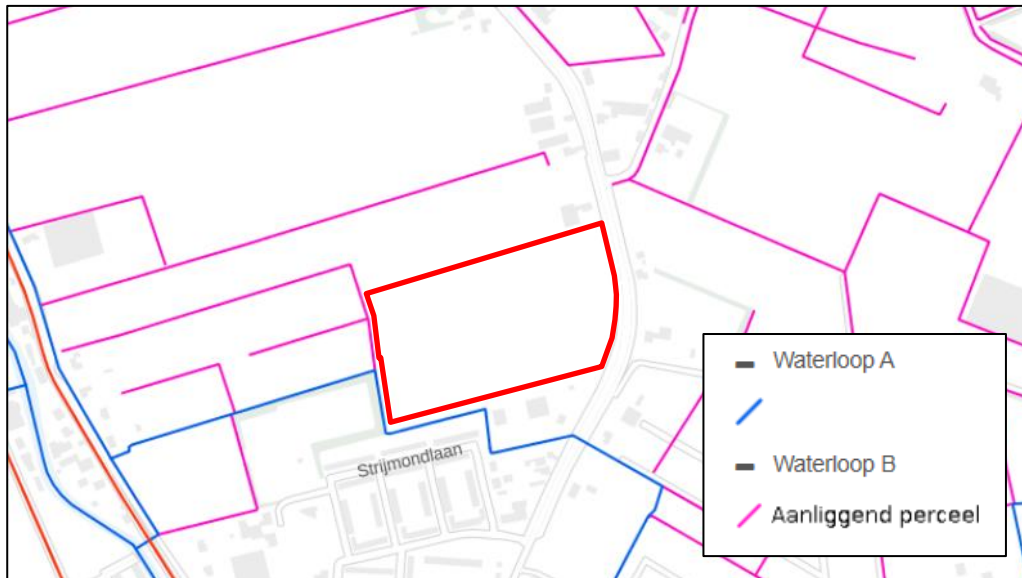 Strijmondlaan
Waterloop A
Waterloop B
Aanliggend perceel